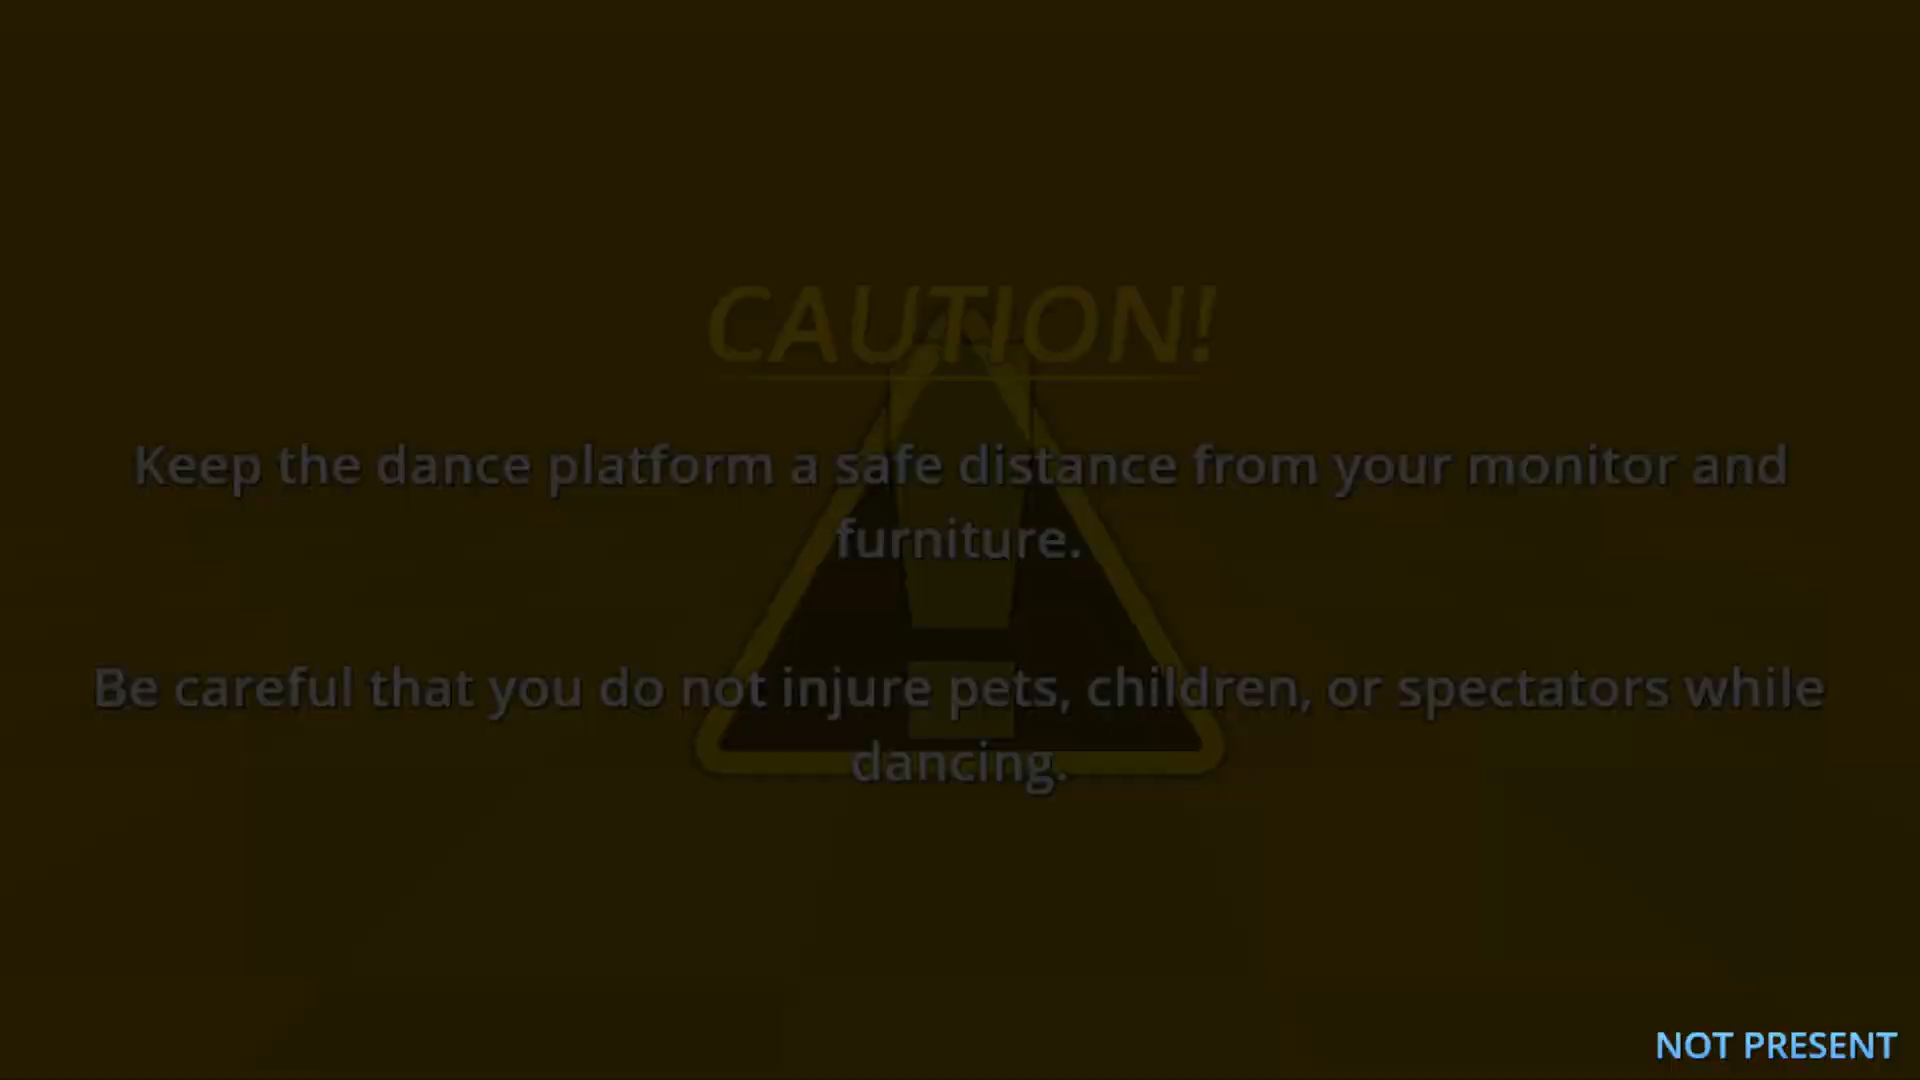 CAUTION!
Keep the dance platform a safe distance from your monitor and
furniture.
Be careful that you do not injure pets, children, or spectators while
dancing.
NOT PRESENT